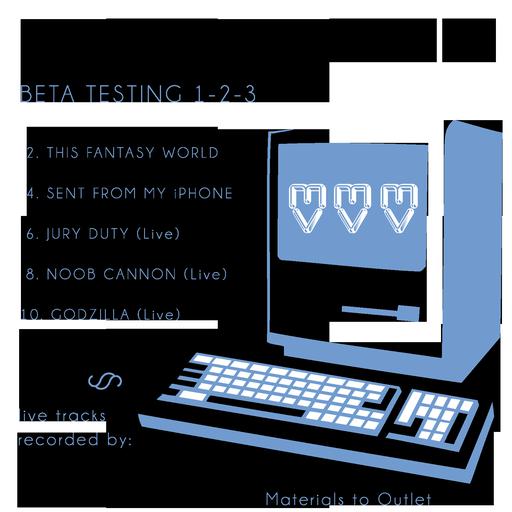 BETA TESTING 1-2-3
2. THIS FANTASY WORLD
4. SENT FROM MY iPHONE
6. JURY DUTY (Live)
8. NOOB CANNON (Live)
10. GODZILLA (Live)
live tracks
recorded by:
Materials to Outlet